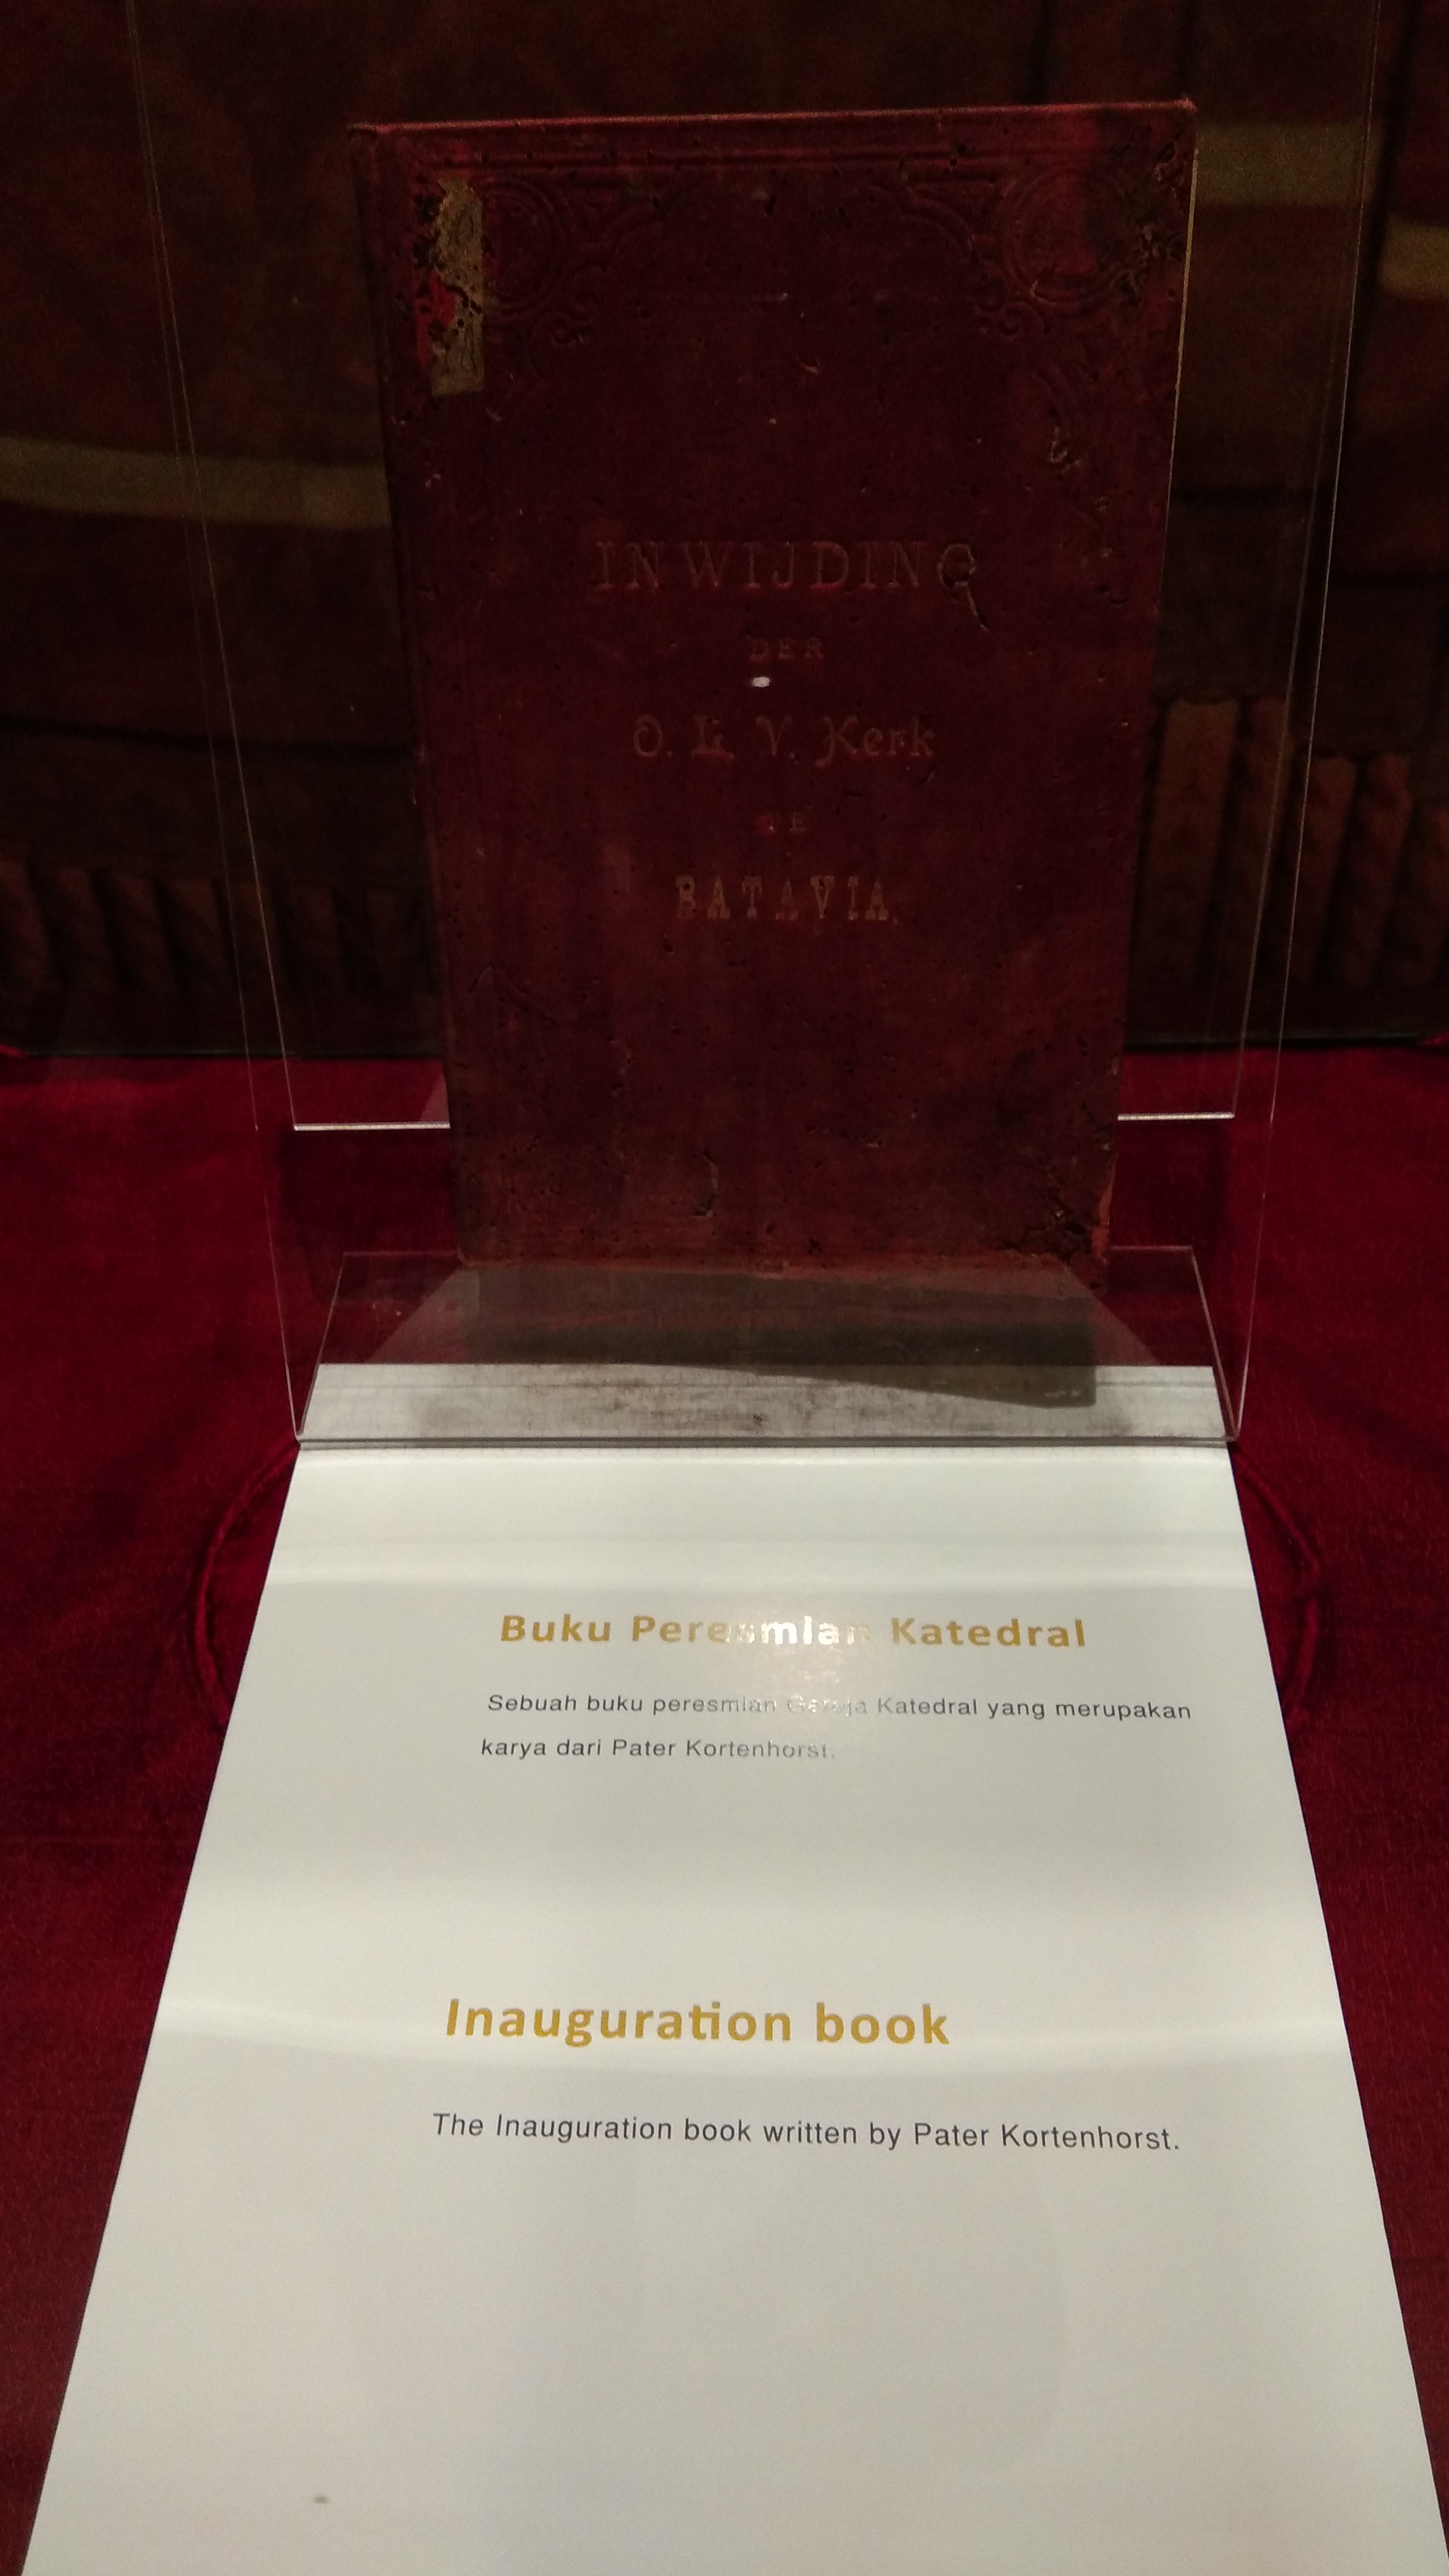 INWIJDING
DER
O. L. V. Kerk
TE
BATAVIA.
Buku Peresmian Katedral
Sebuah buku peresmian Gereja Katedral yang merupakan
karya dari Pater Kortenhorst.
Inauguration book
The Inauguration book written by Pater Kortenhorst.